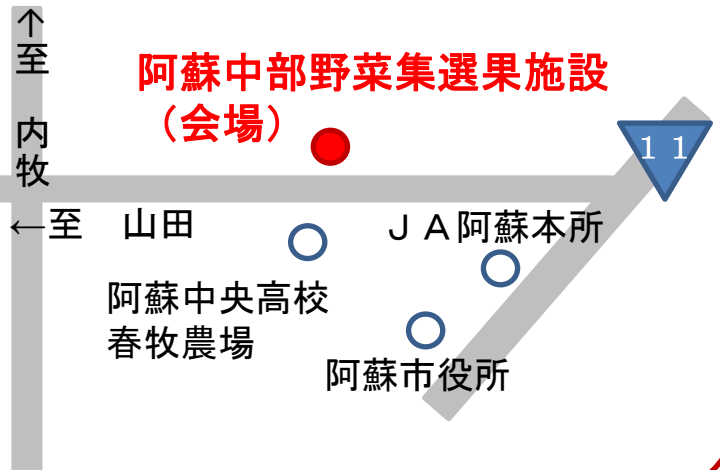 ↑至　内牧
阿蘇中部野菜集選果施設
（会場）
１１
←至　山田
ＪＡ阿蘇本所
阿蘇中央高校
春牧農場
阿蘇市役所